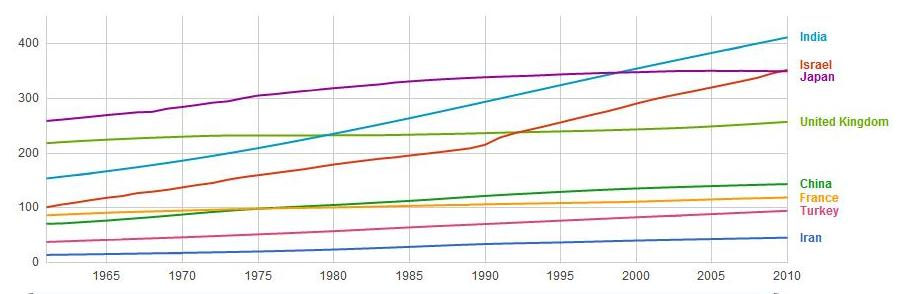 400
300
200
100
0
1965 1970 1975 1980 1985 1990 1995 2000 2005 2010
India
Israel
Japan
United Kingdom
China
France
Turkey
Iran